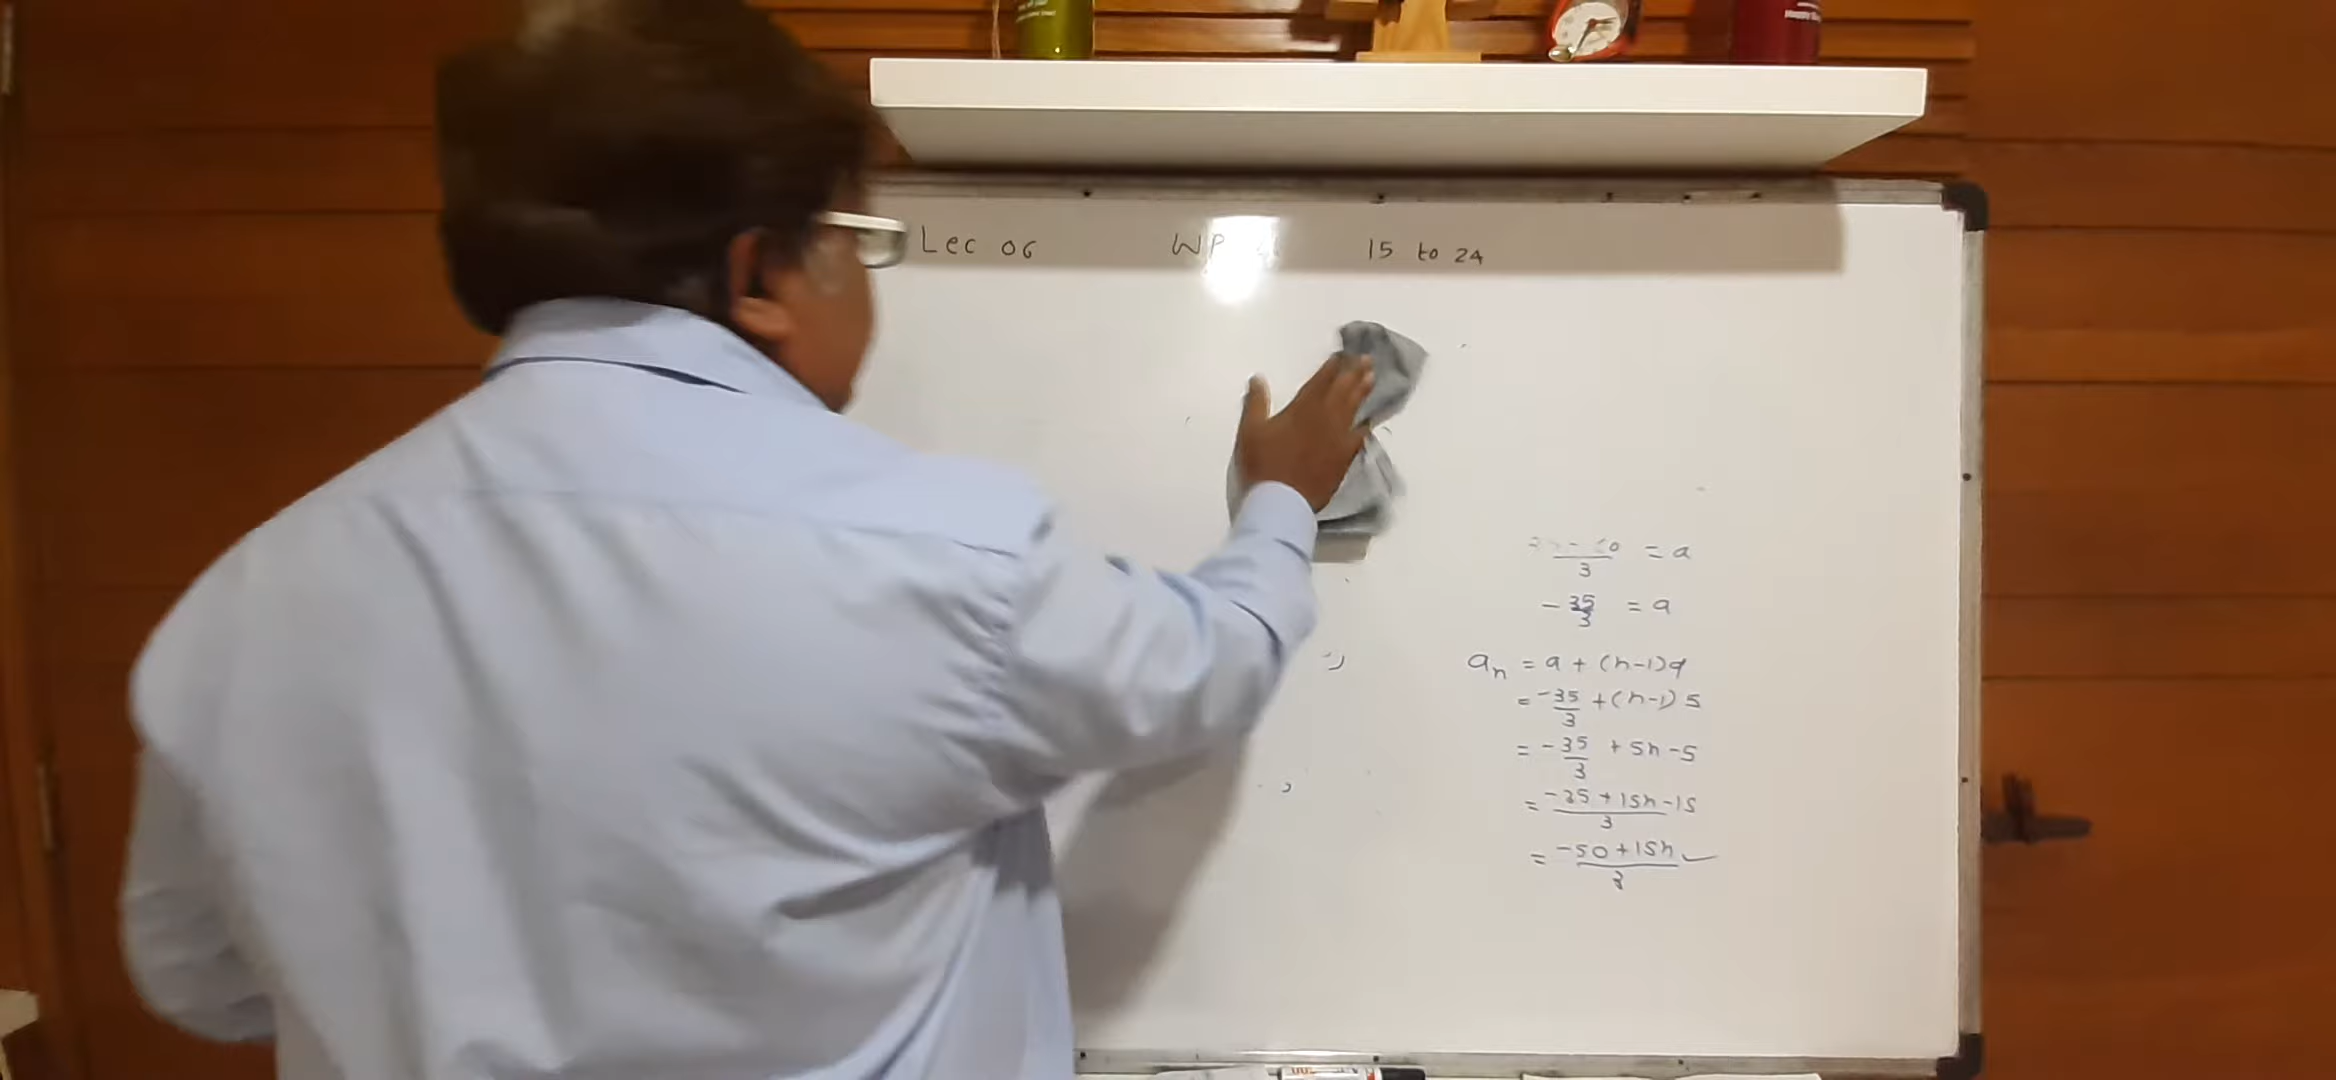 Lec 06 WP 15 to 24
/3 = a
-35/3 = a
aₙ = a + (n-1)d
= -35/3 + (n-1) 5
= -35/3 + 5n - 5
= -35 + 15n - 15/3
= -50 + 15n/3 ✓